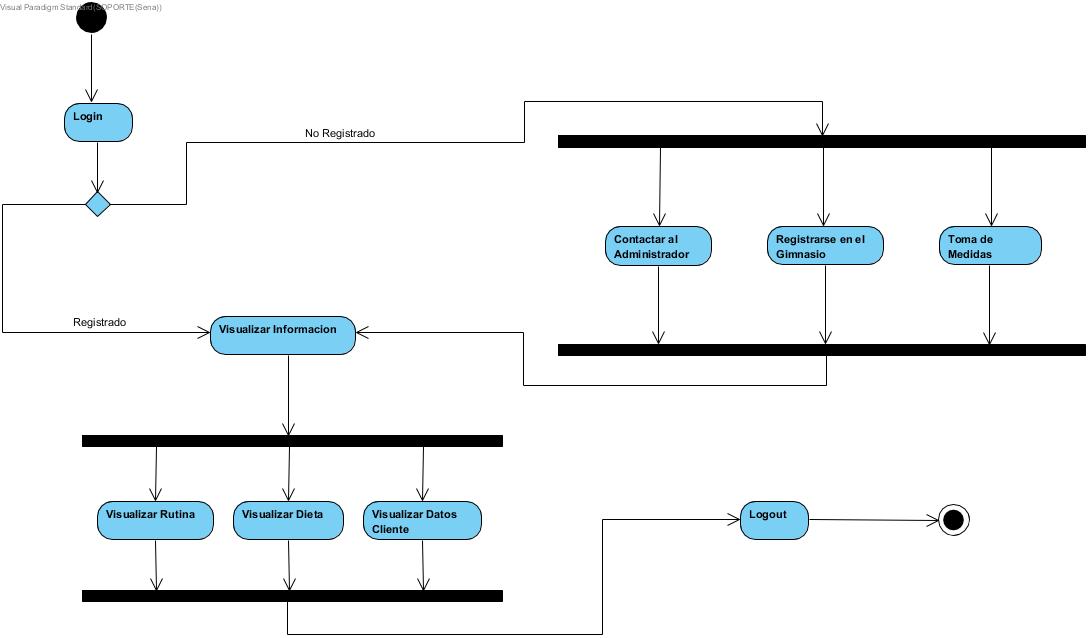 Visual Paradigm Standard(SOPORTE(Sena))
Login
No Registrado
Contactar al
Administrador
Registrarse en el
Gimnasio
Toma de
Medidas
Registrado
Visualizar Informacion
Visualizar Rutina
Visualizar Dieta
Visualizar Datos
Cliente
Logout